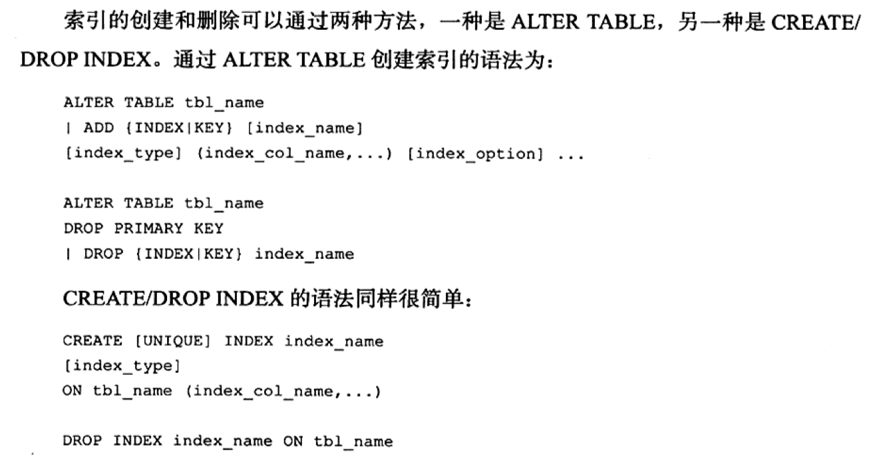 索引的创建和删除可以通过两种方法，一种是 ALTER TABLE，另一种是 CREATE/
DROP INDEX。通过 ALTER TABLE 创建索引的语法为：
ALTER TABLE tbl_name
| ADD {INDEX|KEY} [index_name]
[index_type] (index_col_name,...) [index_option] ...
ALTER TABLE tbl_name
DROP PRIMARY KEY
| DROP {INDEX|KEY} index_name
CREATE/DROP INDEX 的语法同样很简单：
CREATE [UNIQUE] INDEX index_name
[index_type]
ON tbl_name (index_col_name,...)
DROP INDEX index_name ON tbl_name